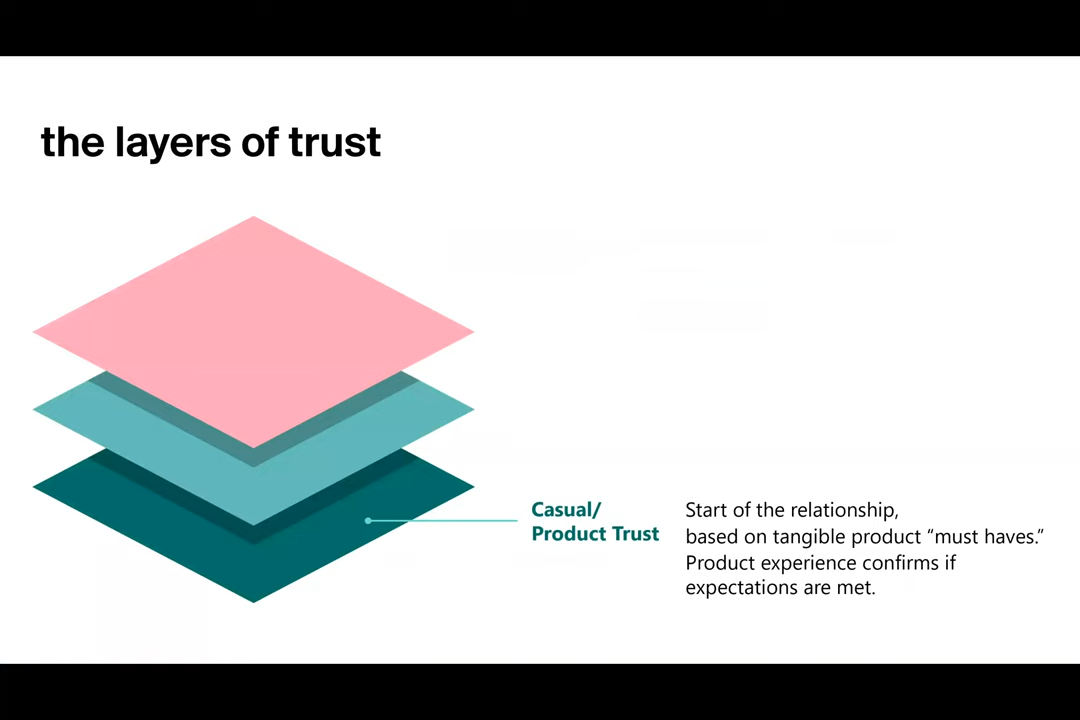 the layers of trust
Casual/
Product Trust
Start of the relationship,
based on tangible product “must haves.”
Product experience confirms if
expectations are met.